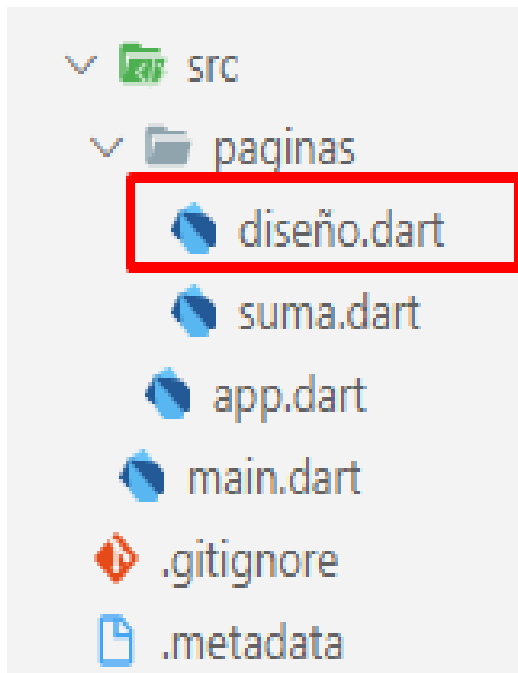 src
paginas
diseño.dart
suma.dart
app.dart
main.dart
.gitignore
.metadata